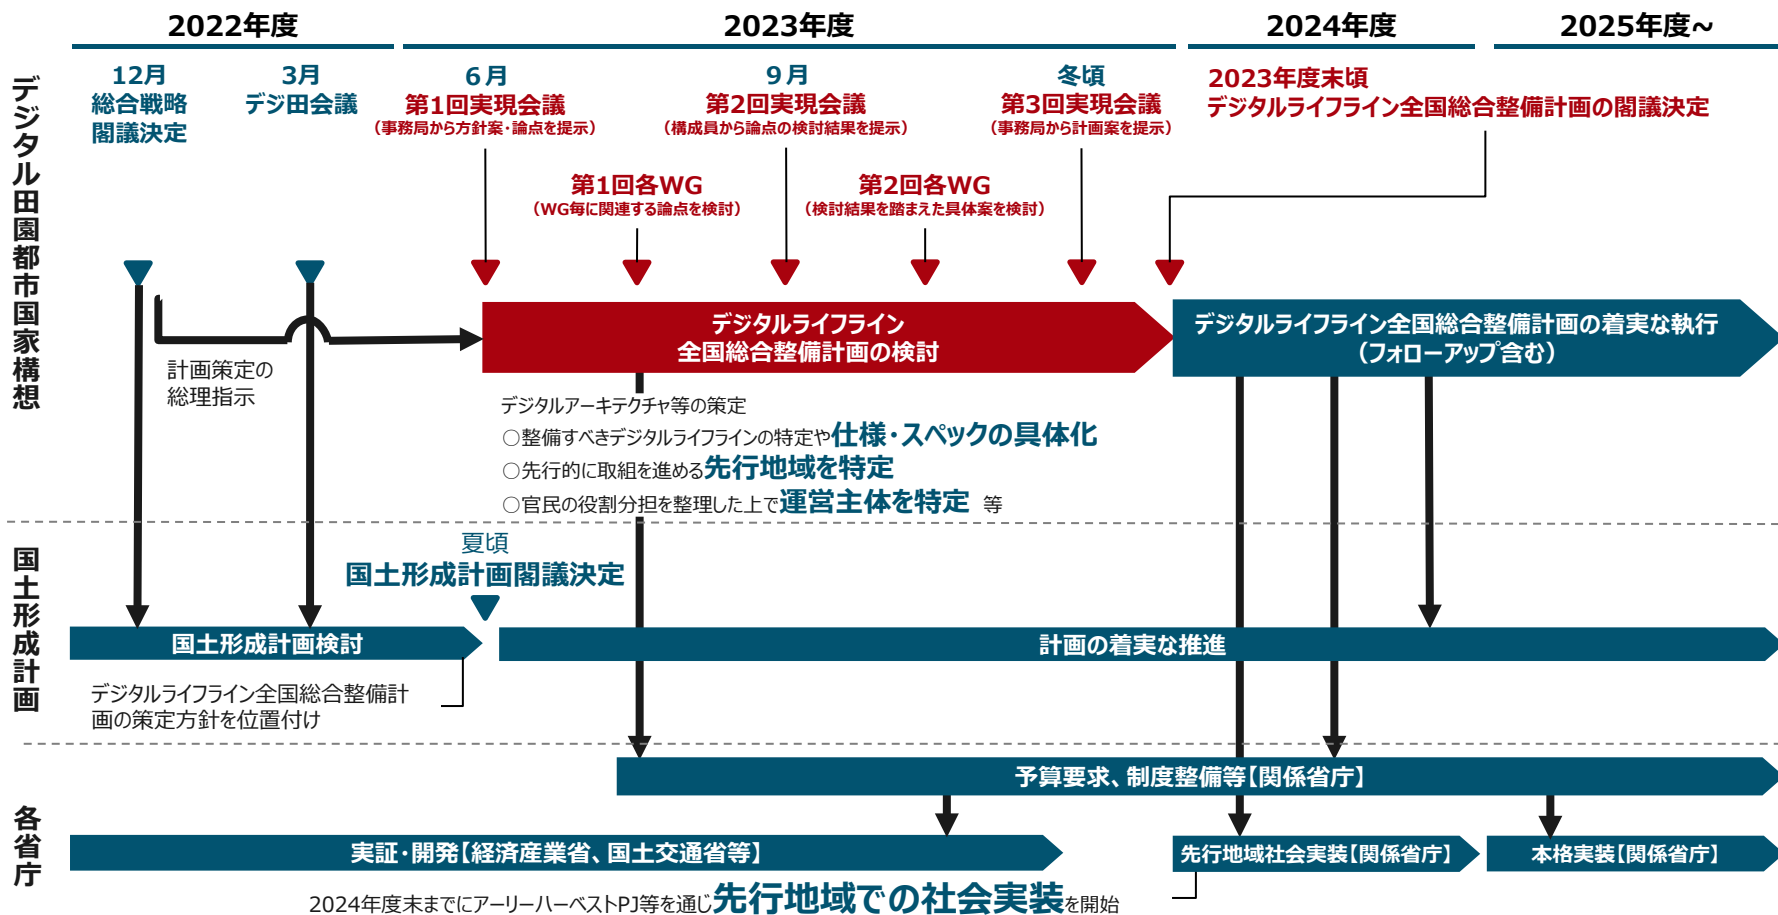 2022年度
2023年度
2024年度
2025年度~
デジタル田園都市国家構想
12月
総合戦略
閣議決定
3月
デジ田会議
6月
第1回実現会議
(事務局から方針案・論点を提示)
9月
第2回実現会議
(構成員から論点の検討結果を提示)
冬頃
第3回実現会議
(事務局から計画案を提示)
2023年度末頃
デジタルライフライン全国総合整備計画の閣議決定
第1回各WG
(WG毎に関連する論点を検討)
第2回各WG
(検討結果を踏まえた具体案を検討)
計画策定の
総理指示
デジタルライフライン
全国総合整備計画の検討
デジタルライフライン全国総合整備計画の着実な執行
(フォローアップ含む)
デジタルアーキテクチャ等の策定
○整備すべきデジタルライフラインの特定や仕様・スペックの具体化
○先行的に取組を進める先行地域を特定
○官民の役割分担を整理した上で運営主体を特定 等
国土形成計画
夏頃
国土形成計画閣議決定
国土形成計画検討
計画の着実な推進
デジタルライフライン全国総合整備計
画の策定方針を位置付け
各省庁
予算要求、制度整備等【関係省庁】
実証・開発【経済産業省、国土交通省等】
先行地域社会実装【関係省庁】
本格実装【関係省庁】
2024年度末までにアーリーハーベストPJ等を通じ先行地域での社会実装を開始